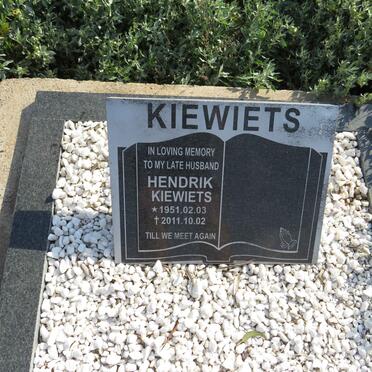 KIEWIETS
IN LOVING MEMORY
TO MY LATE HUSBAND
HENDRIK
KIEWIETS
* 1951.02.03
† 2011.10.02
TILL WE MEET AGAIN